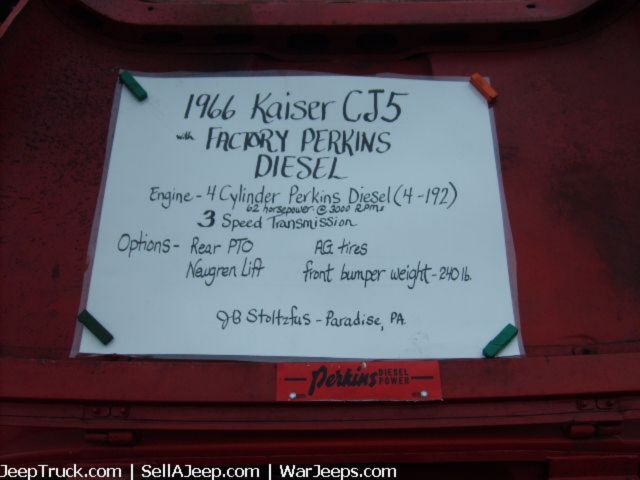 1966 Kaiser CJ5
with FACTORY PERKINS
DIESEL
Engine - 4 Cylinder Perkins Diesel (4-192)
62 horsepower @ 3000 RPMs
3 Speed Transmission
Options - Rear PTO AG tires
Newgren Lift front bumper weight - 240 lb.
JB Stoltzfus - Paradise, PA.
Perkins DIESEL POWER
JeepTruck.com | SellAJeep.com | WarJeeps.com